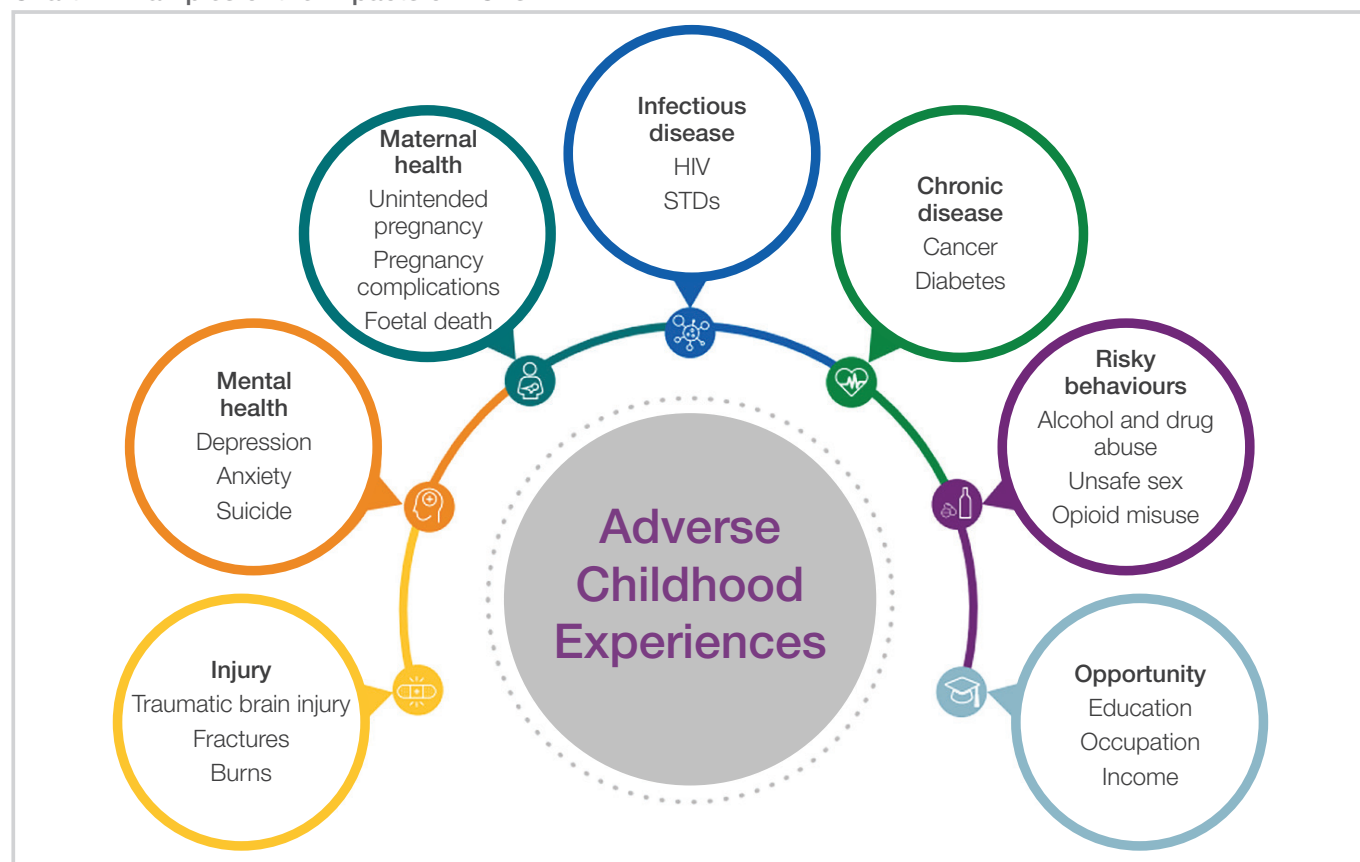 Infectious
disease
HIV
STDs
Maternal
health
Unintended
pregnancy
Pregnancy
complications
Foetal death
Chronic
disease
Cancer
Diabetes
Mental
health
Depression
Anxiety
Suicide
Risky
behaviours
Alcohol and drug
abuse
Unsafe sex
Opioid misuse
Adverse
Childhood
Experiences
Injury
Traumatic brain injury
Fractures
Burns
Opportunity
Education
Occupation
Income